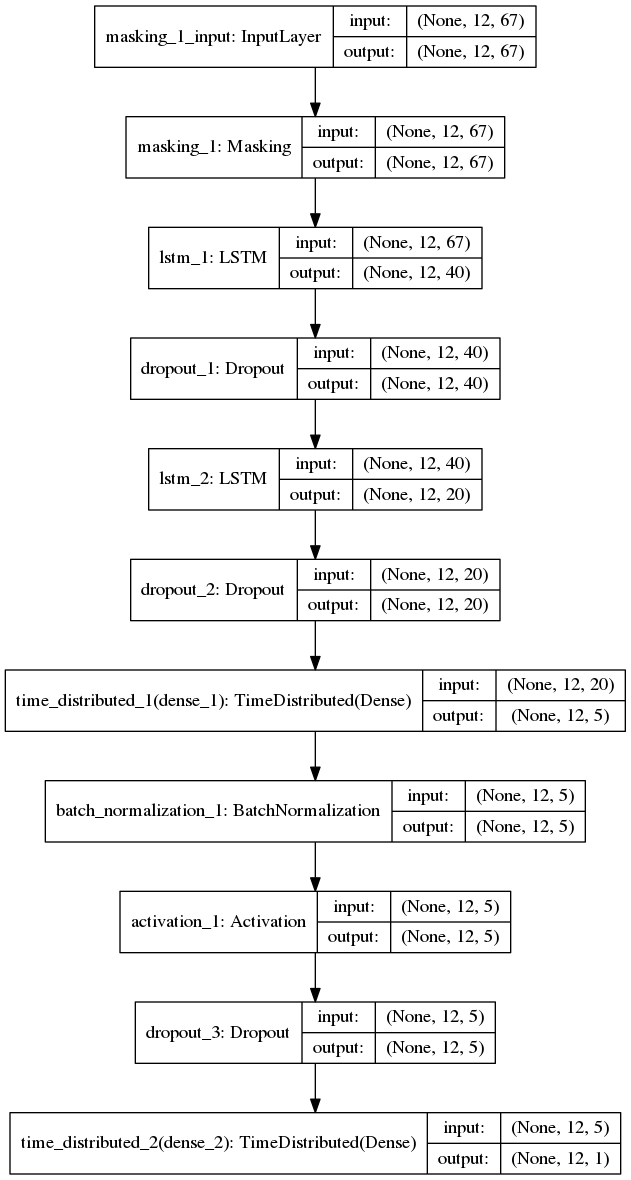 masking_1_input: InputLayer
input: (None, 12, 67)
output: (None, 12, 67)
masking_1: Masking
input: (None, 12, 67)
output: (None, 12, 67)
lstm_1: LSTM
input: (None, 12, 67)
output: (None, 12, 40)
dropout_1: Dropout
input: (None, 12, 40)
output: (None, 12, 40)
lstm_2: LSTM
input: (None, 12, 40)
output: (None, 12, 20)
dropout_2: Dropout
input: (None, 12, 20)
output: (None, 12, 20)
time_distributed_1(dense_1): TimeDistributed(Dense)
input: (None, 12, 20)
output: (None, 12, 5)
batch_normalization_1: BatchNormalization
input: (None, 12, 5)
output: (None, 12, 5)
activation_1: Activation
input: (None, 12, 5)
output: (None, 12, 5)
dropout_3: Dropout
input: (None, 12, 5)
output: (None, 12, 5)
time_distributed_2(dense_2): TimeDistributed(Dense)
input: (None, 12, 5)
output: (None, 12, 1)